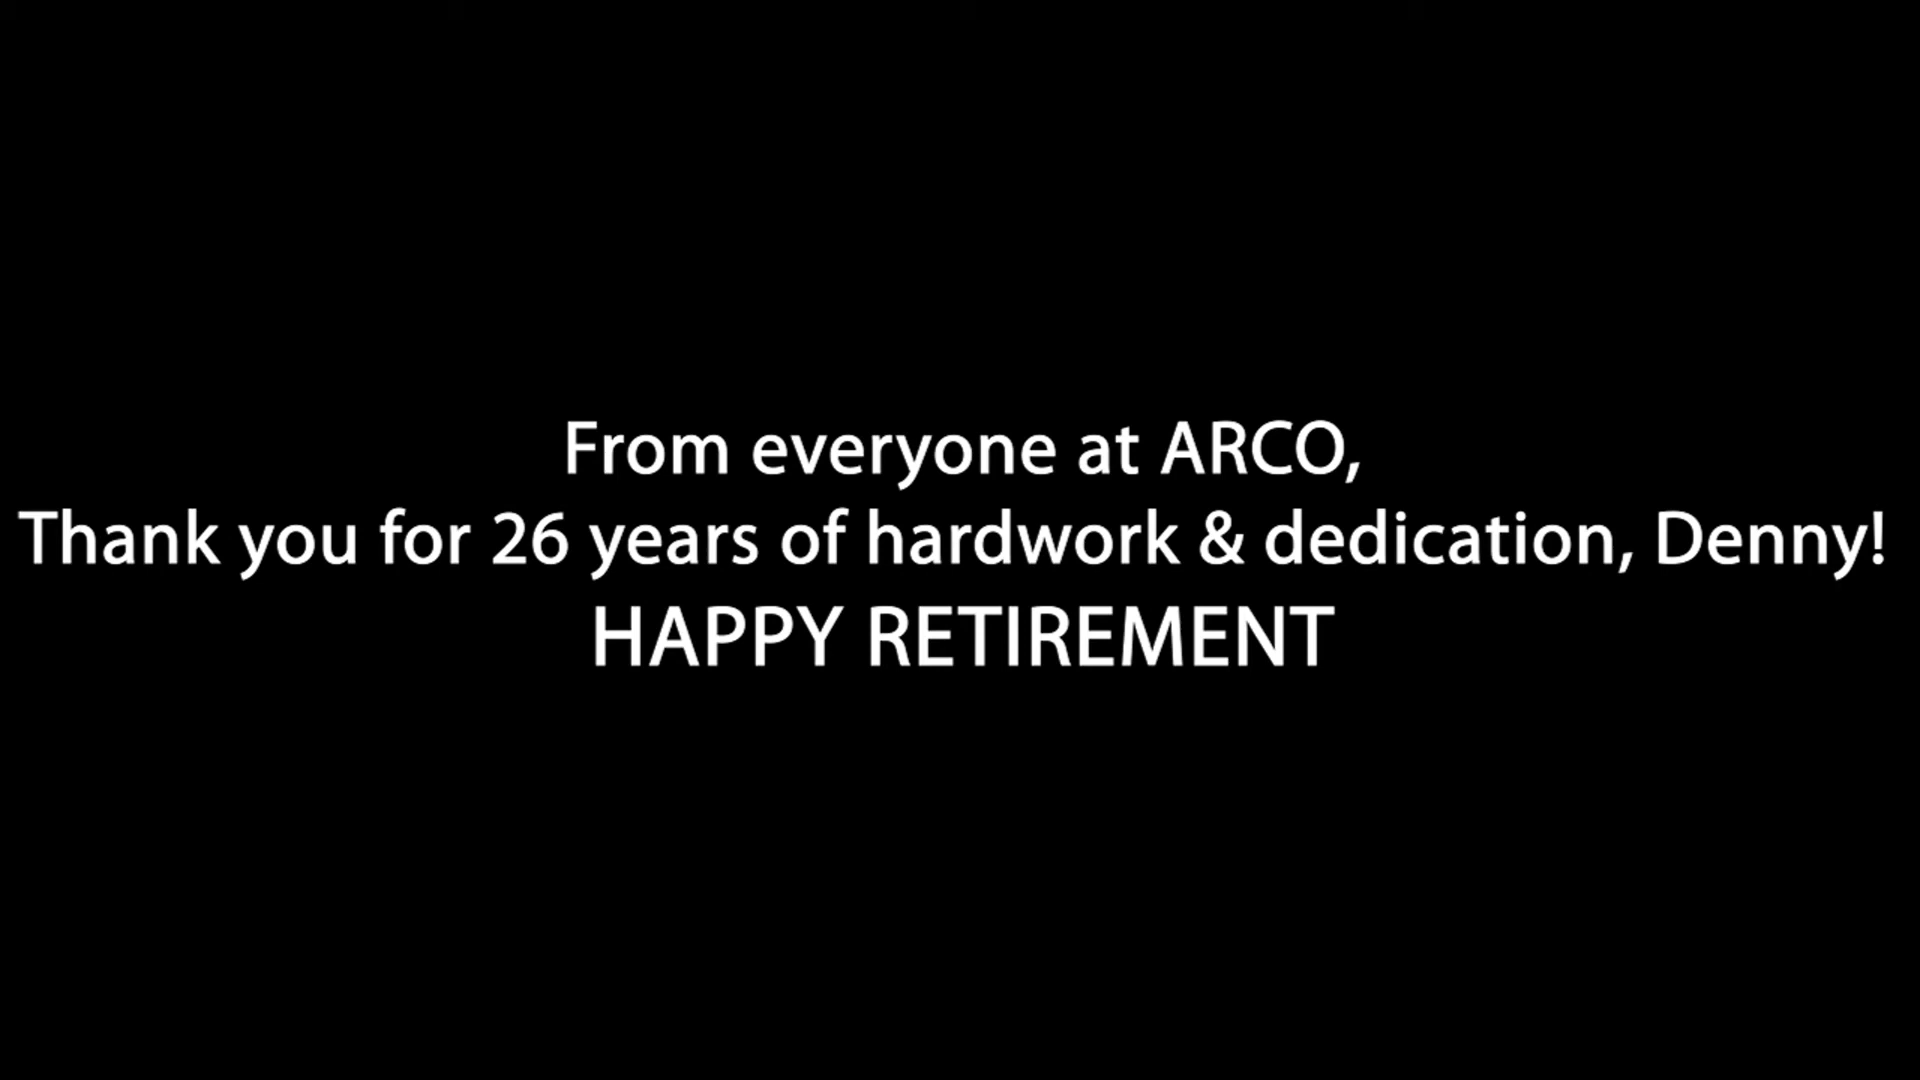 From everyone at ARCO,
Thank you for 26 years of hardwork & dedication, Denny!
HAPPY RETIREMENT